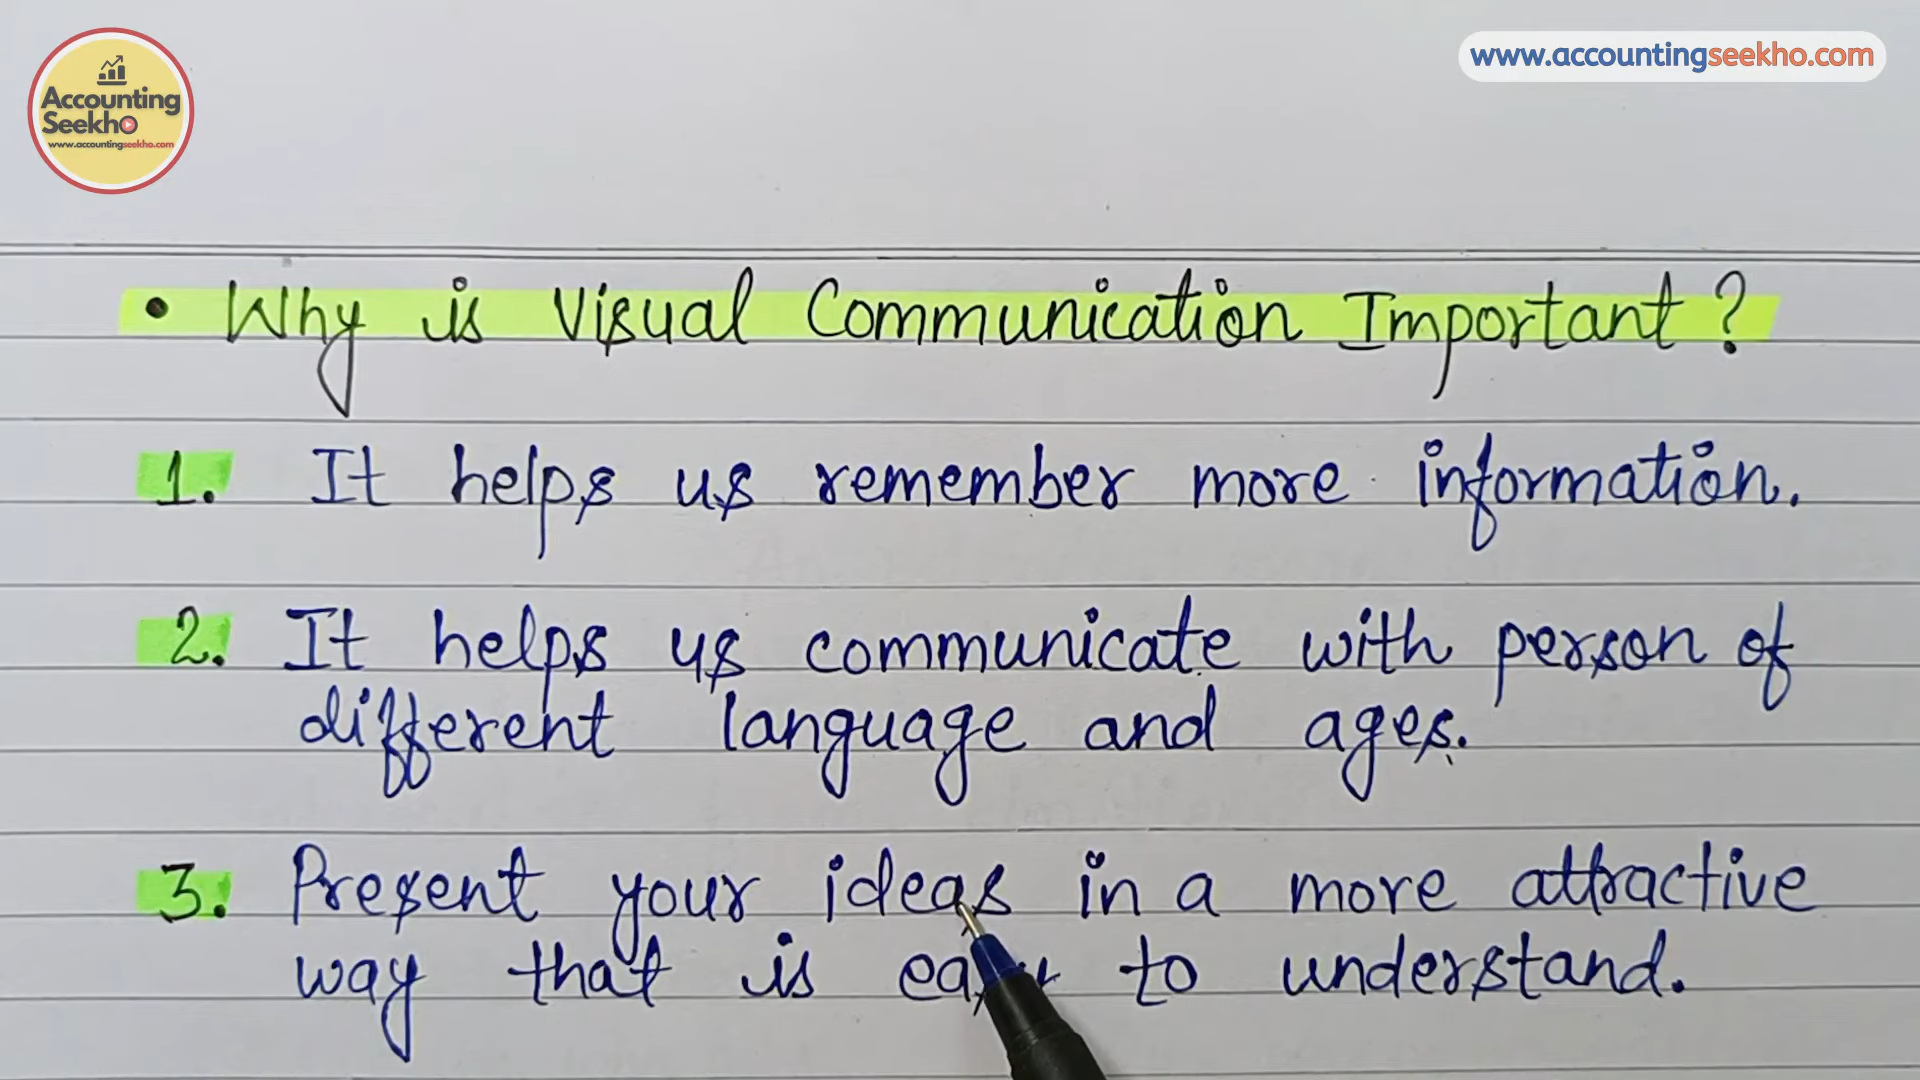 Accounting
Seekho
www.accountingseekho.com
www.accountingseekho.com
• Why is Visual Communication Important?
1. It helps us remember more information.
2. It helps us communicate with person of
different language and ages.
3. Present your ideas in a more attractive
way that is to understand.